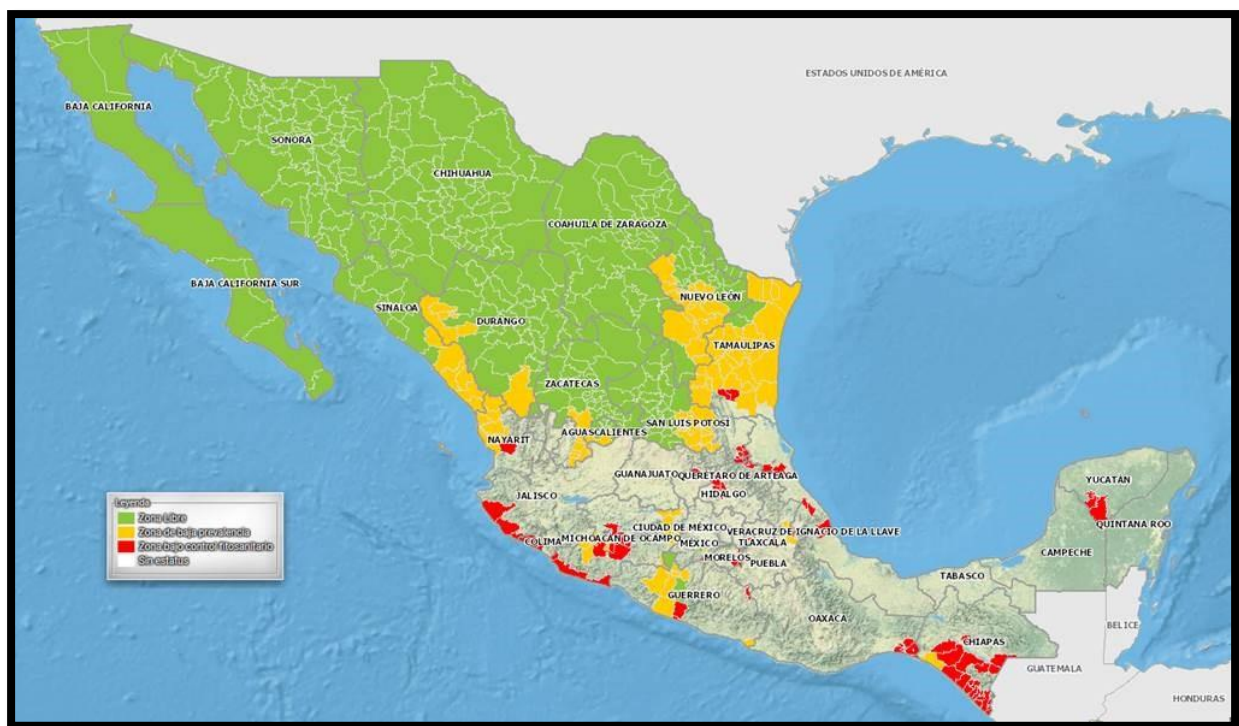 ESTADOS UNIDOS DE AMÉRICA
BAJA CALIFORNIA
SONORA
CHIHUAHUA
COAHUILA DE ZARAGOZA
BAJA CALIFORNIA SUR
NUEVO LEÓN
SINALOA
DURANGO
TAMAULIPAS
ZACATECAS
SAN LUIS POTOSI
AGUASCALIENTES
NAYARIT
GUANAJUATO
QUERETARO DE ARTEAGA
HIDALGO
YUCATÁN
JALISCO
QUINTANA ROO
CIUDAD DE MÉXICO
VERACRUZ DE IGNACIO DE LA LLAVE
COLIMA
MICHOACAN DE OCAMPO
MÉXICO
TLAXCALA
CAMPECHE
MORELOS
PUEBLA
TABASCO
GUERRERO
OAXACA
CHIAPAS
BELICE
GUATEMALA
HONDURAS
Leyenda
Zona Libre
Zona de baja prevalencia
Zona bajo control fitosanitario
Sin estatus